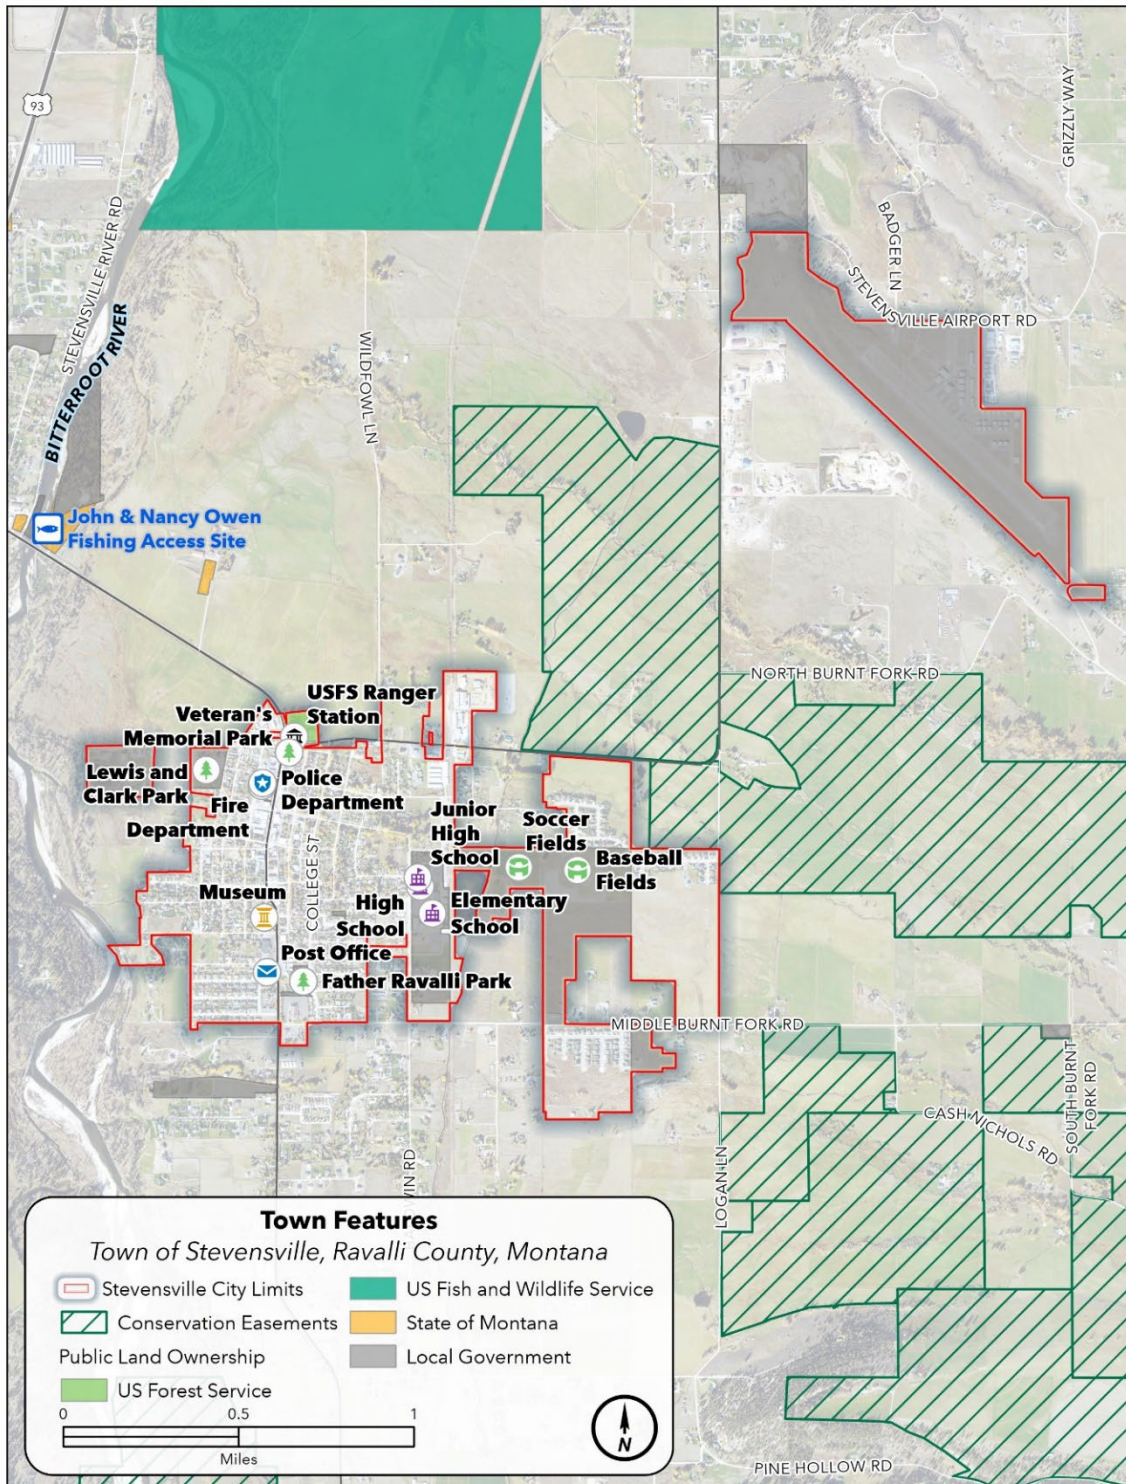 93
GRIZZLY WAY
BADGER LN
STEVENSVILLE RIVER RD
STEVENSVILLE AIRPORT RD
BITTERROOT RIVER
WILDFOWL LN
John & Nancy Owen
Fishing Access Site
NORTH BURNT FORK RD
USFS Ranger
Station
Veteran's
Memorial Park
Lewis and
Clark Park
Police
Department
Fire
Department
Junior
High
School
Soccer
Fields
Baseball
Fields
COLLEGE ST
Museum
High
School
Elementary
School
Post Office
Father Ravalli Park
MIDDLE BURNT FORK RD
SOUTH BURNT
FORK RD
CASH NICHOLS RD
LOGAN LN
RD
Town Features
Town of Stevensville, Ravalli County, Montana
Stevensville City Limits
US Fish and Wildlife Service
Conservation Easements
State of Montana
Public Land Ownership
Local Government
US Forest Service
0 0.5 1
Miles
N
PINE HOLLOW RD